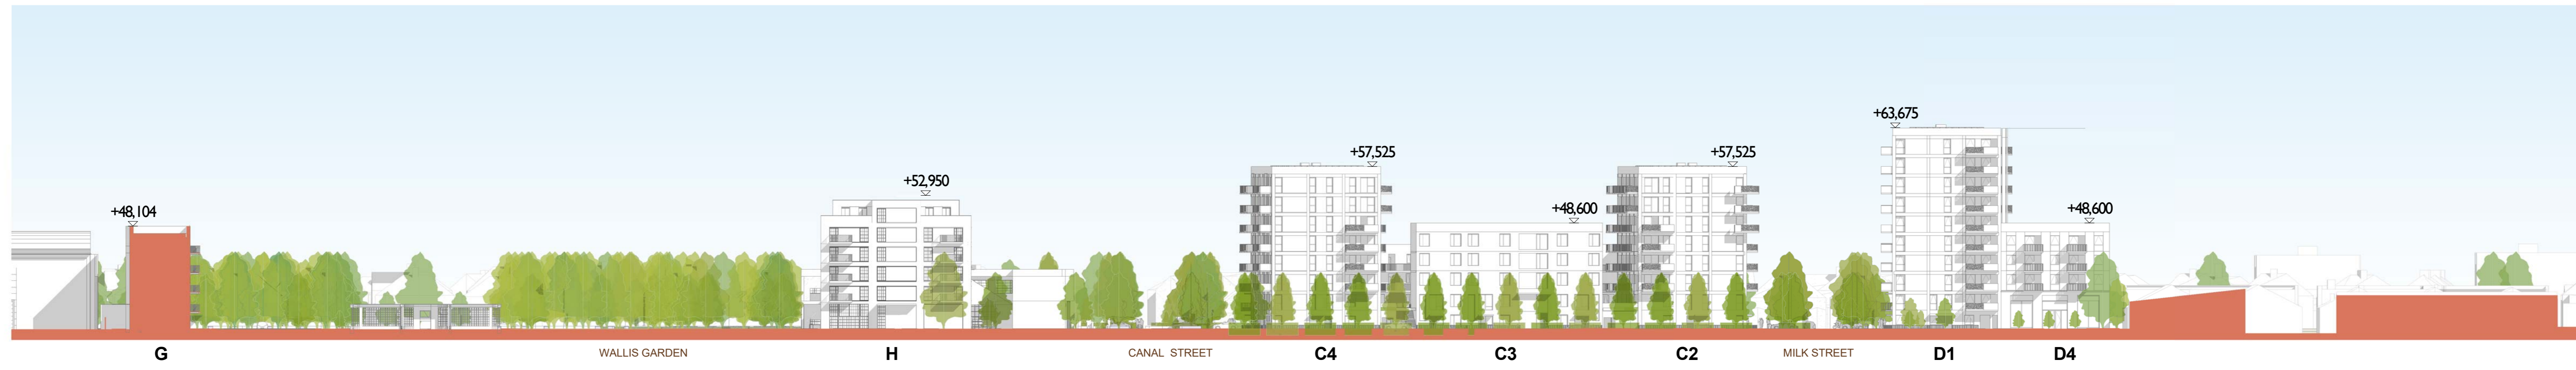 +63,675
+57,525
+57,525
+52,950
+48,600
+48,600
+48,104
G
WALLIS GARDEN
H
CANAL STREET
C4
C3
C2
MILK STREET
D1
D4